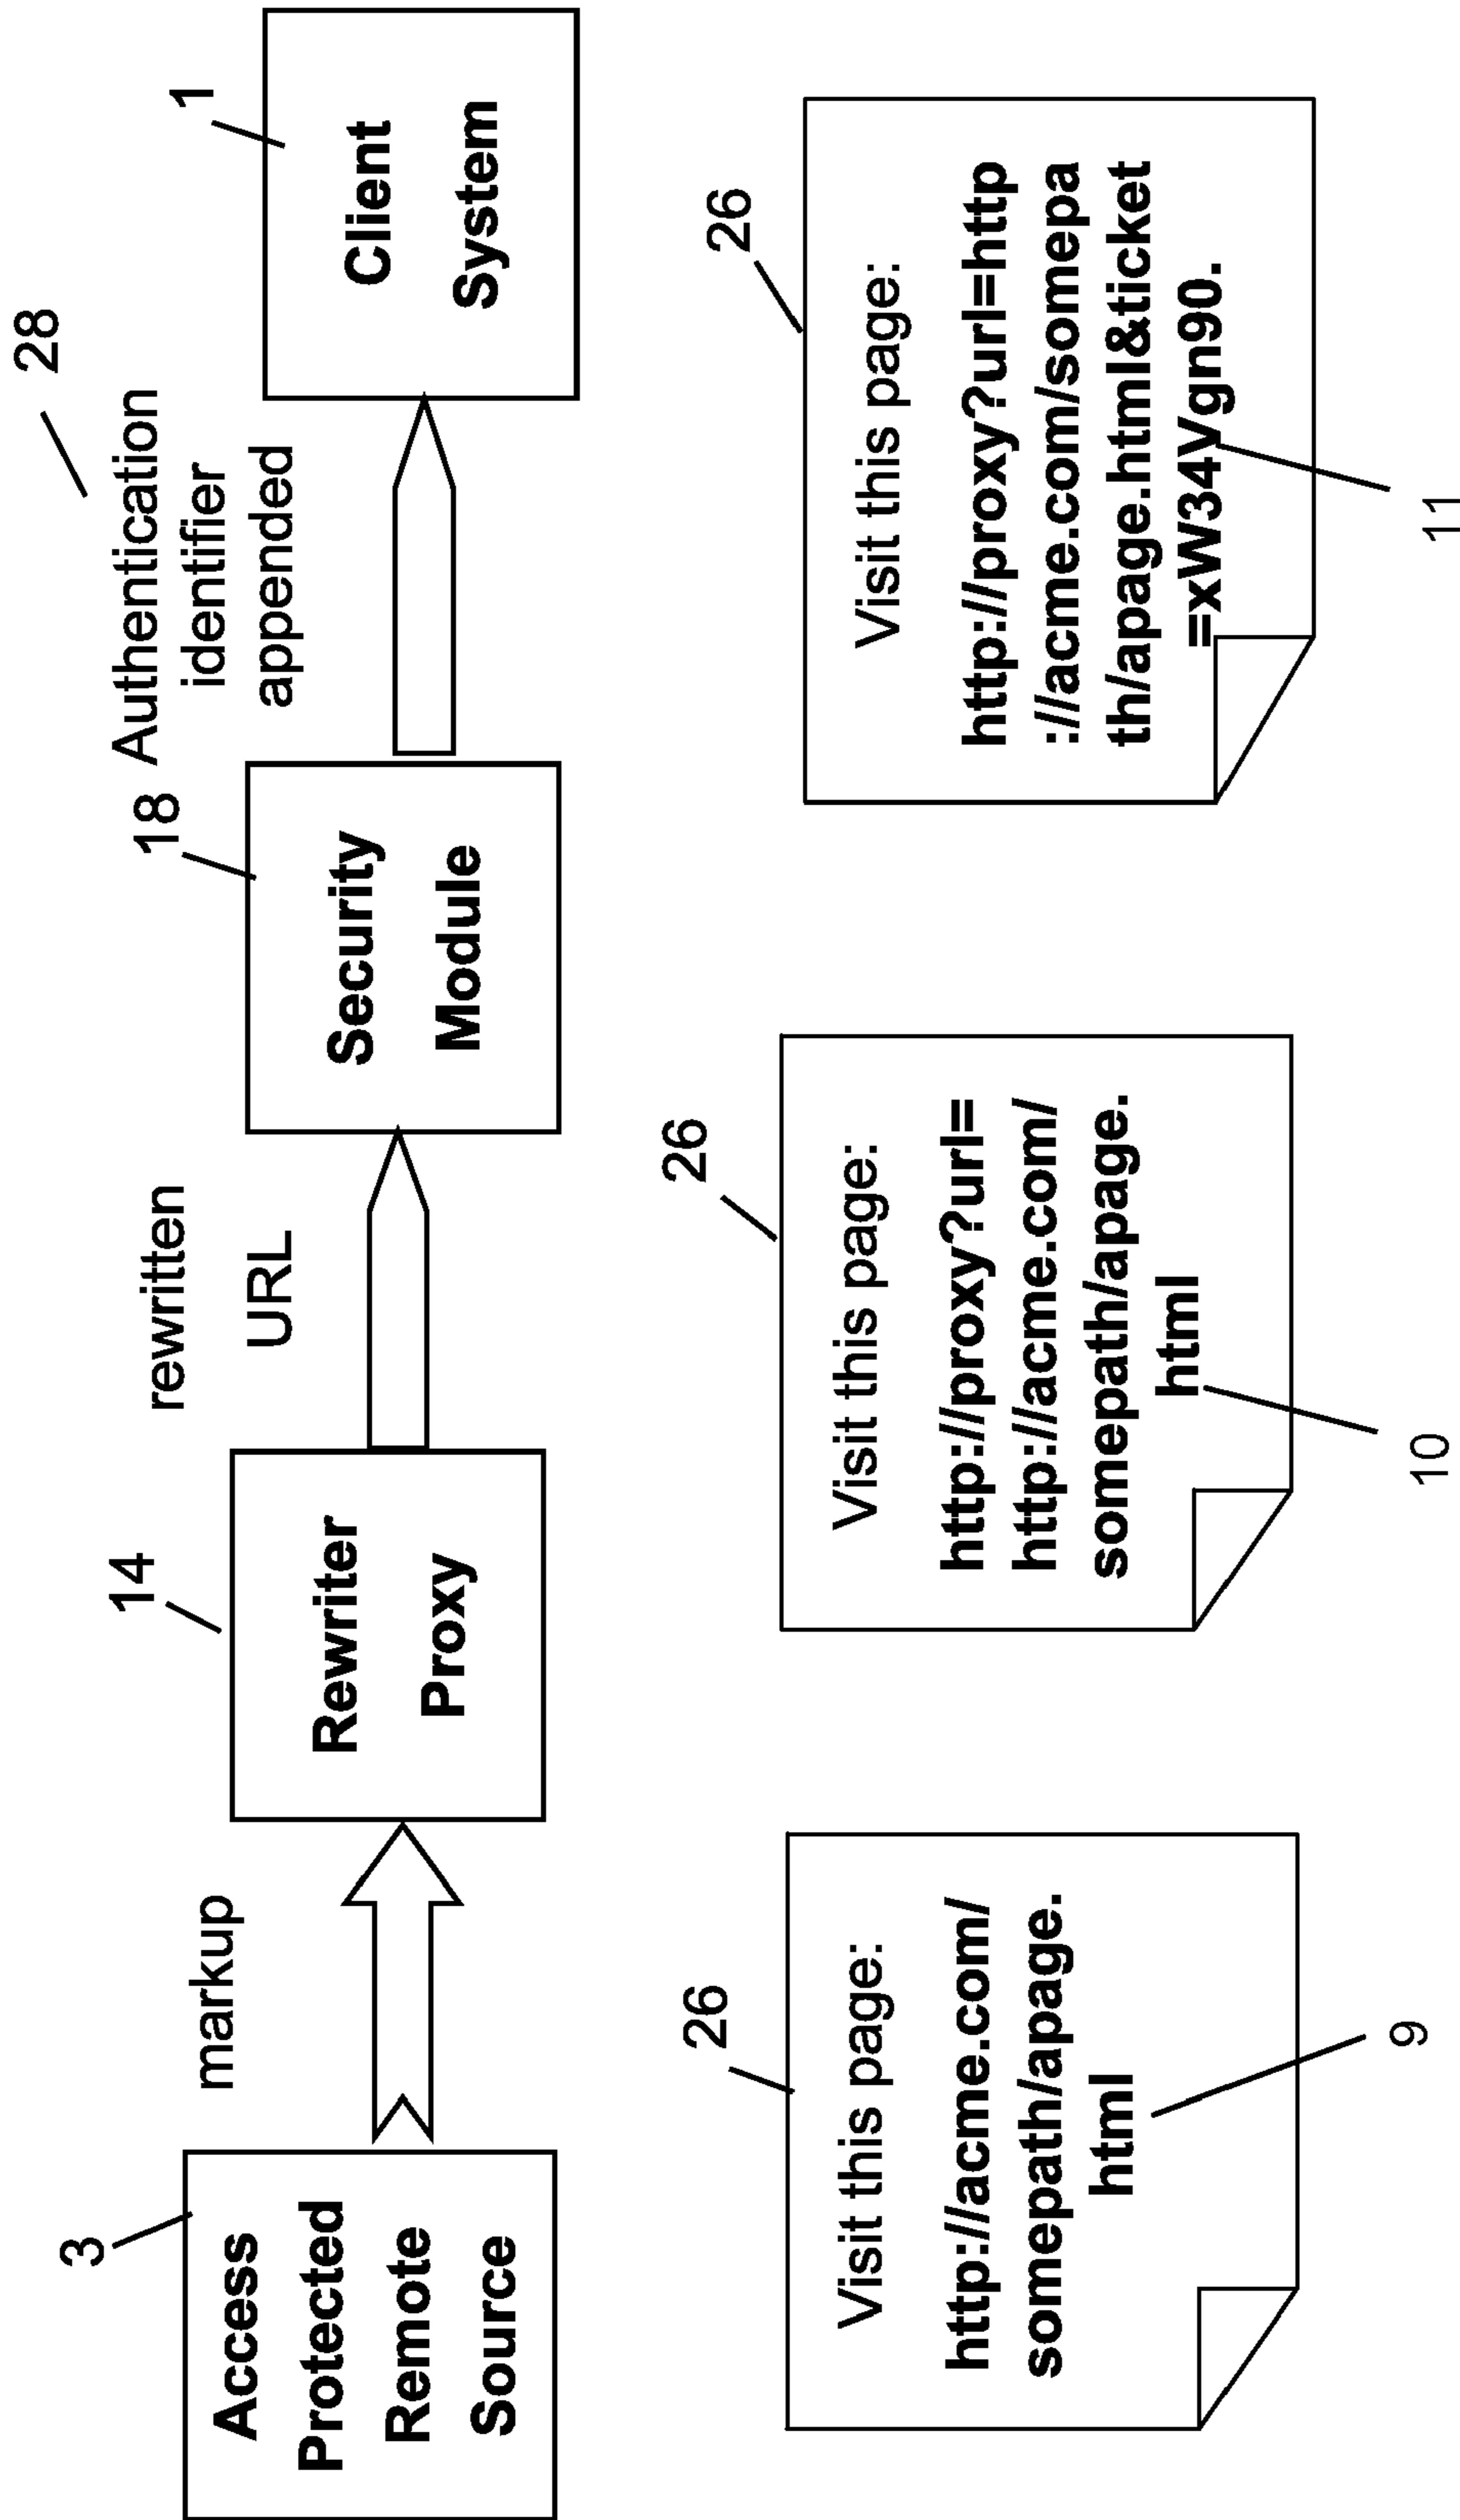 28
3
Access
Protected
Remote
Source
markup
14
Rewriter
Proxy
rewritten
URL
18
Security
Module
Authentication
identifier
appended
1
Client
System
26
Visit this page:
http://acme.com/
somepath/apage.
html
9
26
Visit this page:
http://proxy?url=
http://acme.com/
somepath/apage.
html
10
26
Visit this page:
http://proxy?url=http
://acme.com/somepa
th/apage.html&ticket
=xW34Vgn90.
11